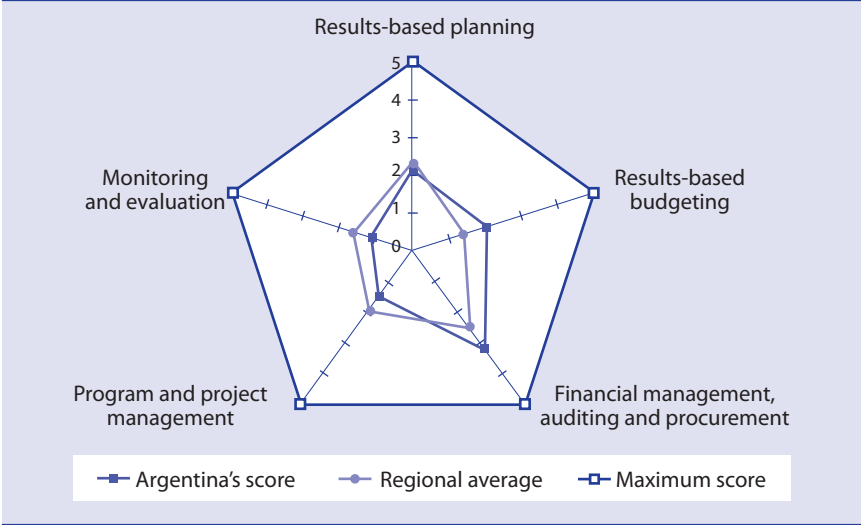 Results-based planning
5
4
3
2
1
0
Monitoring
and evaluation
Results-based
budgeting
Program and project
management
Financial management,
auditing and procurement
Argentina's score
Regional average
Maximum score